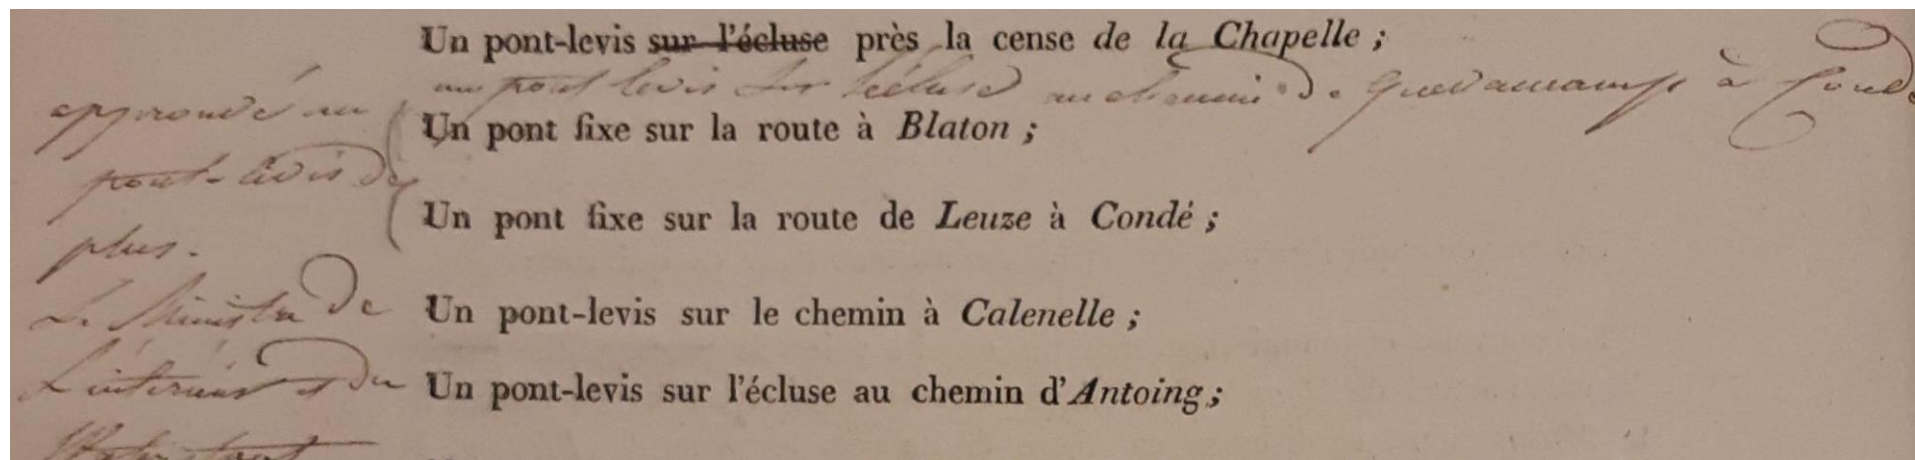 Un pont-levis sur l'écluse près la cense de la Chapelle ;
un pont levis sur l'écluse au chemin de à Condé
approuvé un
Un pont fixe sur la route à Blaton ;
pont-levis de
Un pont fixe sur la route de Leuze à Condé ;
plus.
Le Ministre de
Un pont-levis sur le chemin à Calenelle ;
L'intérieur et du
Un pont-levis sur l'écluse au chemin d'Antoing ;